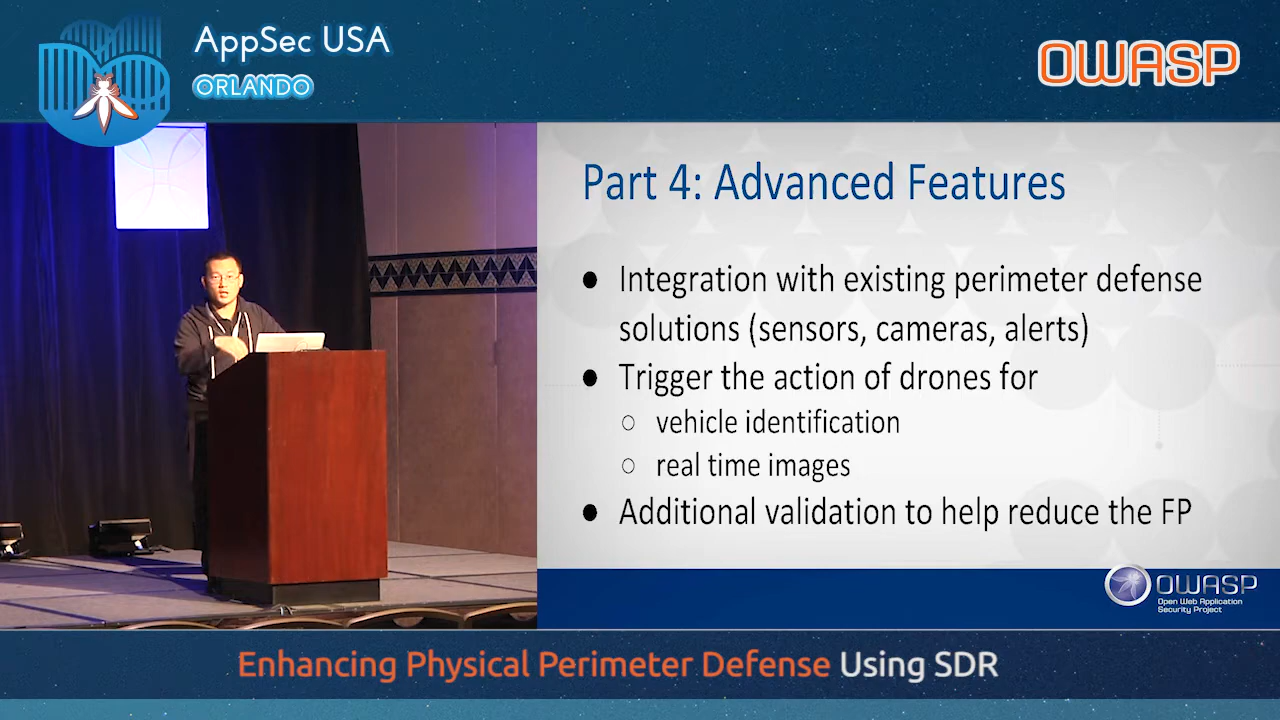 AppSec USA
ORLANDO
OWASP
Part 4: Advanced Features
● Integration with existing perimeter defense
solutions (sensors, cameras, alerts)
● Trigger the action of drones for
○ vehicle identification
○ real time images
● Additional validation to help reduce the FP
OWASP
Open Web Application
Security Project
Enhancing Physical Perimeter Defense Using SDR